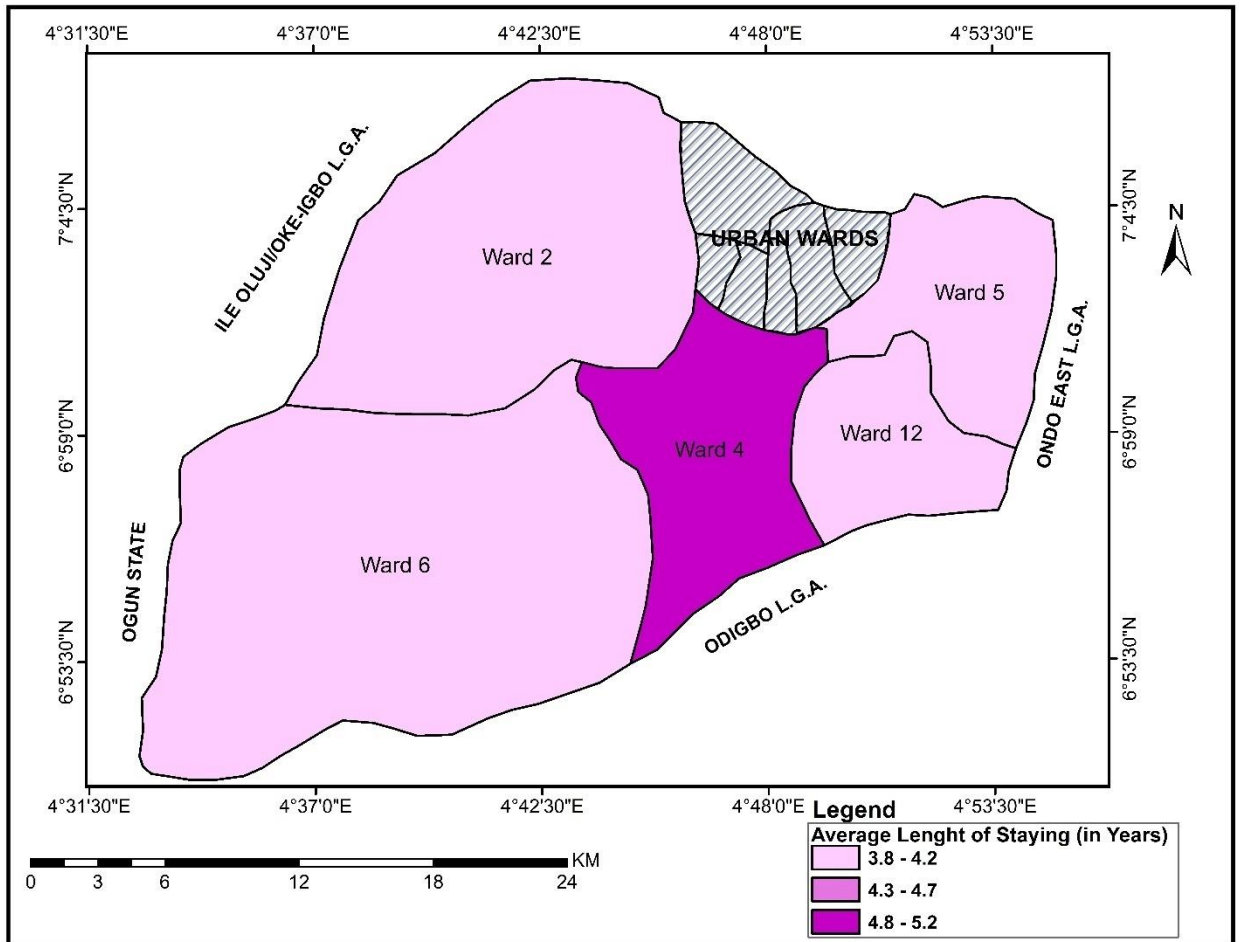 4°31'30"E 4°37'0"E 4°42'30"E 4°48'0"E 4°53'30"E
ILE OLUJI/OKE-IGBO L.G.A.
7°4'30"N
7°4'30"N
N
URBAN WARDS
Ward 2
Ward 5
ONDO EAST L.G.A.
6°59'0"N
6°59'0"N
Ward 12
Ward 4
Ward 6
OGUN STATE
ODIGBO L.G.A.
6°53'30"N
6°53'30"N
4°31'30"E 4°37'0"E 4°42'30"E 4°48'0"E 4°53'30"E
Legend
Average Lenght of Staying (in Years)
3.8 - 4.2
4.3 - 4.7
4.8 - 5.2
KM
0 3 6 12 18 24